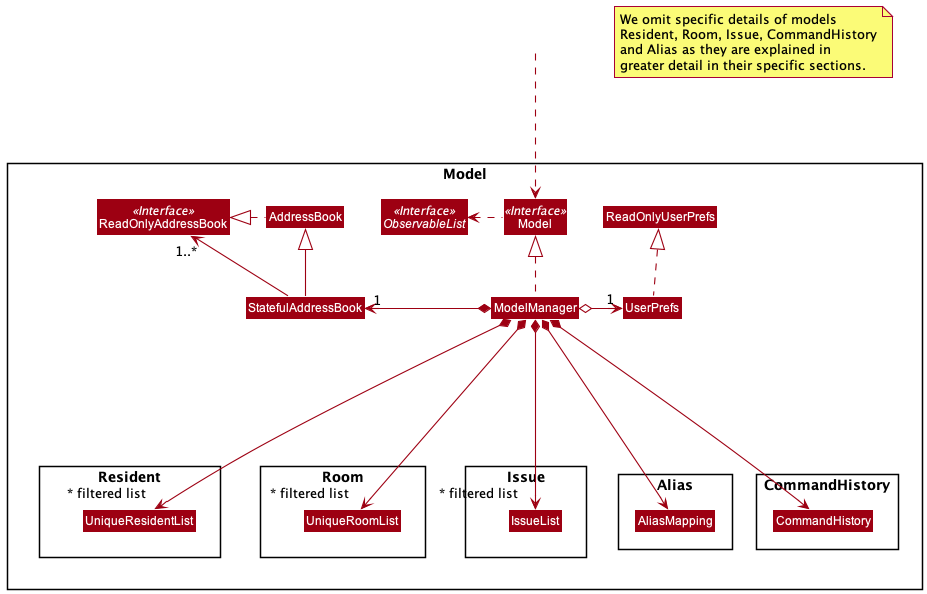 We omit specific details of models
Resident, Room, Issue, CommandHistory
and Alias as they are explained in
greater detail in their specific sections.
Model
«Interface»
ReadOnlyAddressBook
AddressBook
«Interface»
ObservableList
«Interface»
Model
ReadOnlyUserPrefs
1..*
StatefulAddressBook
1
ModelManager
1
UserPrefs
Resident
* filtered list
UniqueResidentList
Room
* filtered list
UniqueRoomList
Issue
* filtered list
IssueList
Alias
AliasMapping
CommandHistory
CommandHistory